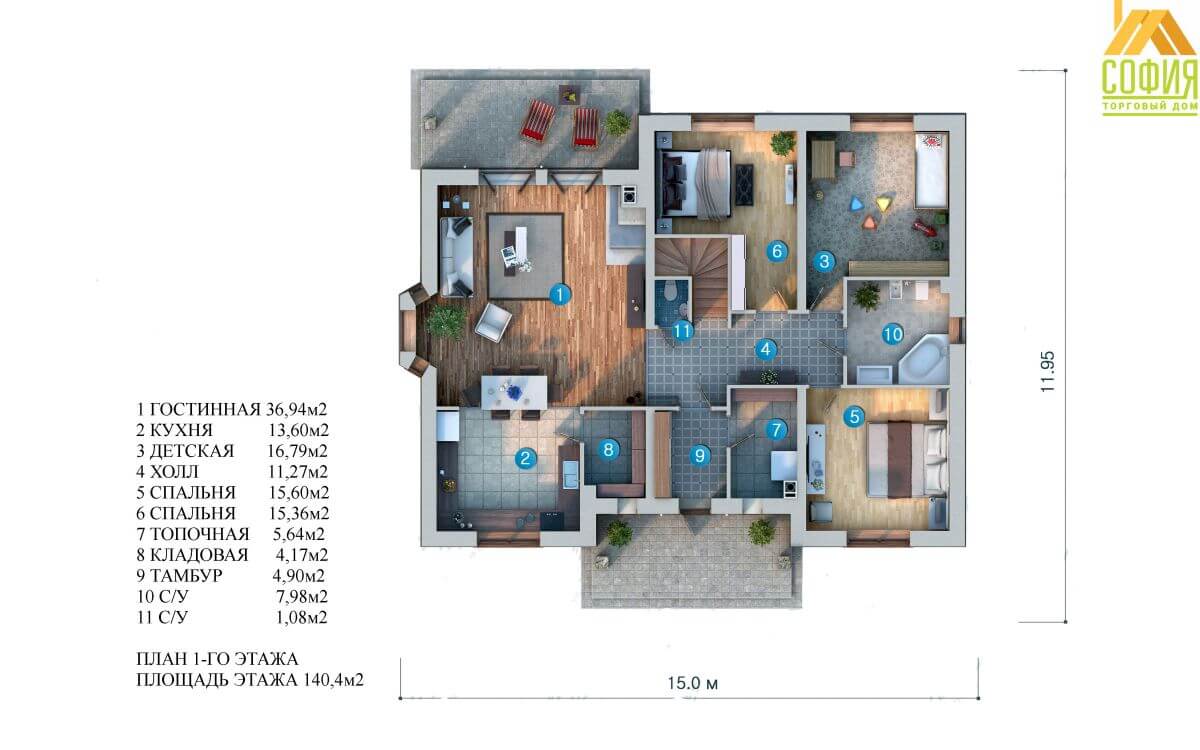 СОФИЯ
ТОРГОВЫЙ ДОМ
1 ГОСТИННАЯ 36,94м2
2 КУХНЯ 13,60м2
3 ДЕТСКАЯ 16,79м2
4 ХОЛЛ 11,27м2
5 СПАЛЬНЯ 15,60м2
6 СПАЛЬНЯ 15,36м2
7 ТОПОЧНАЯ 5,64м2
8 КЛАДОВАЯ 4,17м2
9 ТАМБУР 4,90м2
10 С/У 7,98м2
11 С/У 1,08м2
ПЛАН 1-ГО ЭТАЖА
ПЛОЩАДЬ ЭТАЖА 140,4м2
6
3
1
11
4
10
5
7
8
2
9
11.95
15.0 м